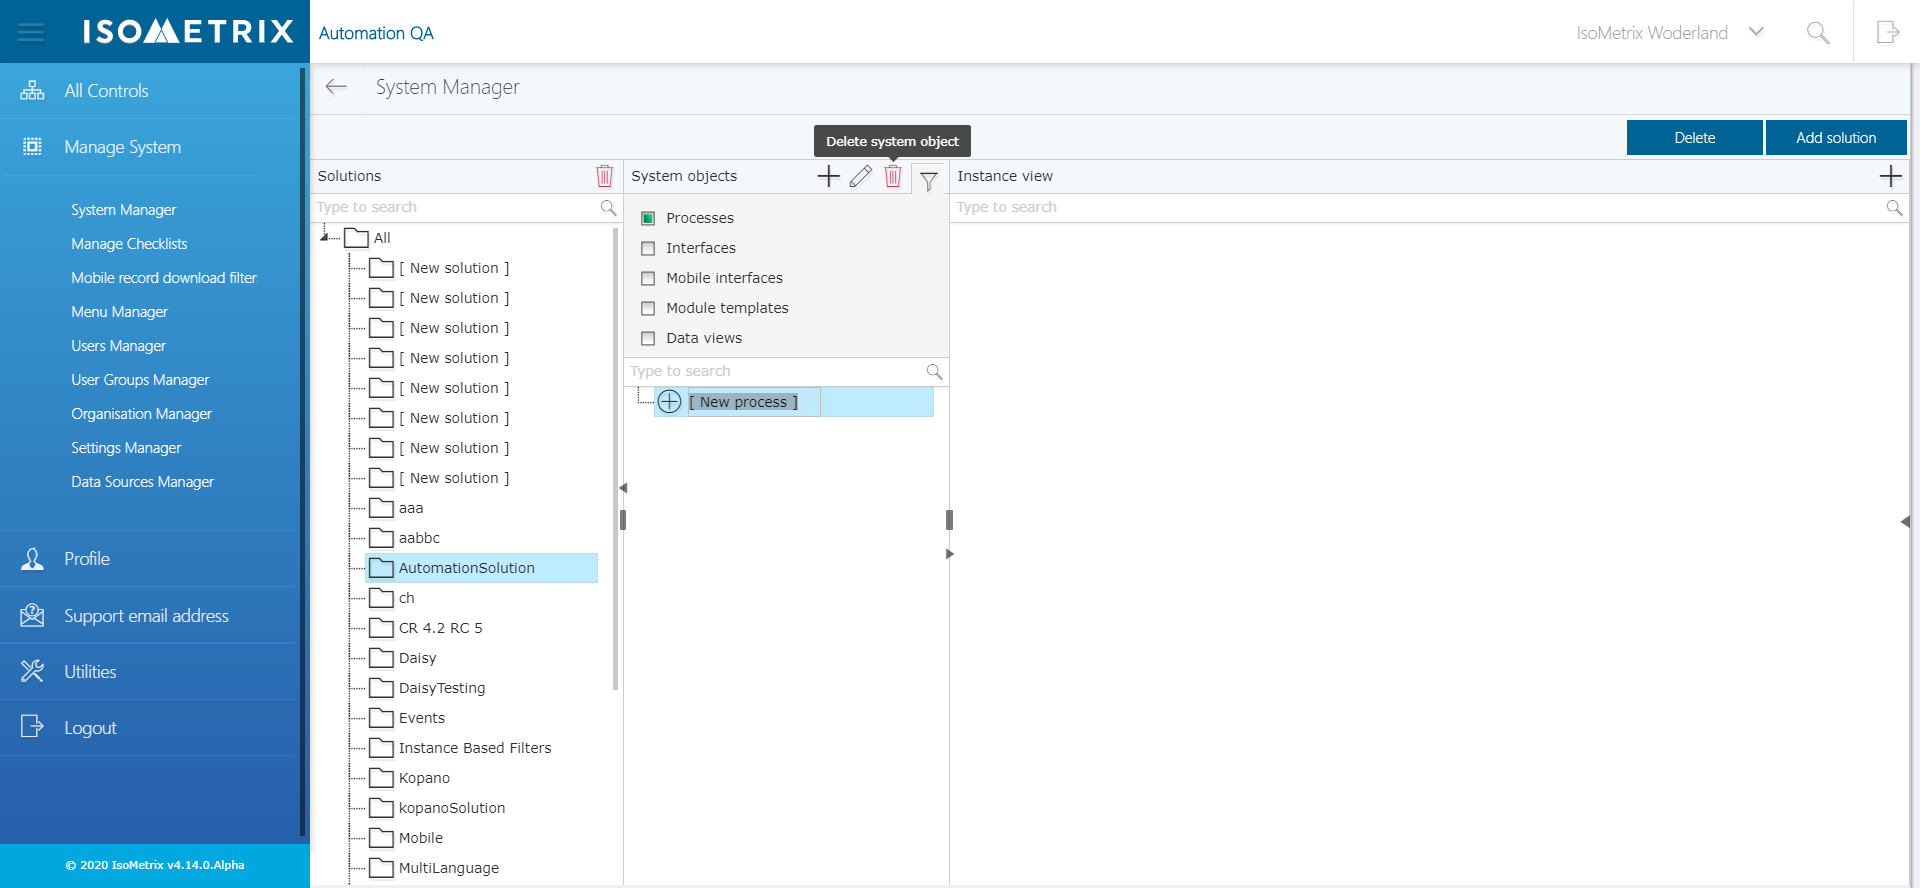 ISOMETRIX
Automation QA
IsoMetrix Woderland
All Controls
Manage System
System Manager
Manage Checklists
Mobile record download filter
Menu Manager
Users Manager
User Groups Manager
Organisation Manager
Settings Manager
Data Sources Manager
Profile
Support email address
Utilities
Logout
© 2020 IsoMetrix v4.14.0.Alpha
System Manager
Delete system object
Delete
Add solution
Solutions
Type to search
All
[ New solution ]
[ New solution ]
[ New solution ]
[ New solution ]
[ New solution ]
[ New solution ]
[ New solution ]
[ New solution ]
aaa
aabbc
AutomationSolution
ch
CR 4.2 RC 5
Daisy
DaisyTesting
Events
Instance Based Filters
Kopano
kopanoSolution
Mobile
MultiLanguage
System objects
Processes
Interfaces
Mobile interfaces
Module templates
Data views
Type to search
[ New process ]
Instance view
Type to search